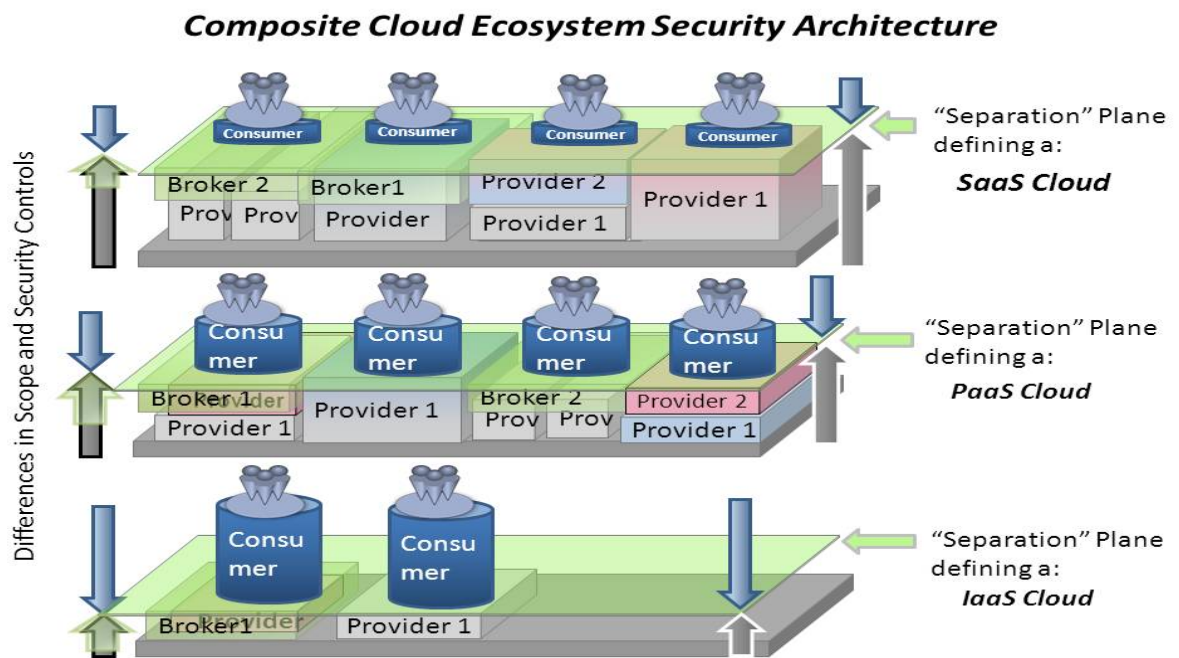 Composite Cloud Ecosystem Security Architecture
Differences in Scope and Security Controls
Consumer
Consumer
Consumer
Consumer
Broker 2
Broker1
Prov
Prov
Provider
Provider 2
Provider 1
Provider 1
“Separation” Plane
defining a:
SaaS Cloud
Consu
mer
Consu
mer
Consu
mer
Consu
mer
Broker 1
Provider
Provider 1
Provider 1
Broker 2
Prov
Prov
Provider 2
Provider 1
“Separation” Plane
defining a:
PaaS Cloud
Consu
mer
Consu
mer
Provider
Broker1
Provider 1
“Separation” Plane
defining a:
IaaS Cloud